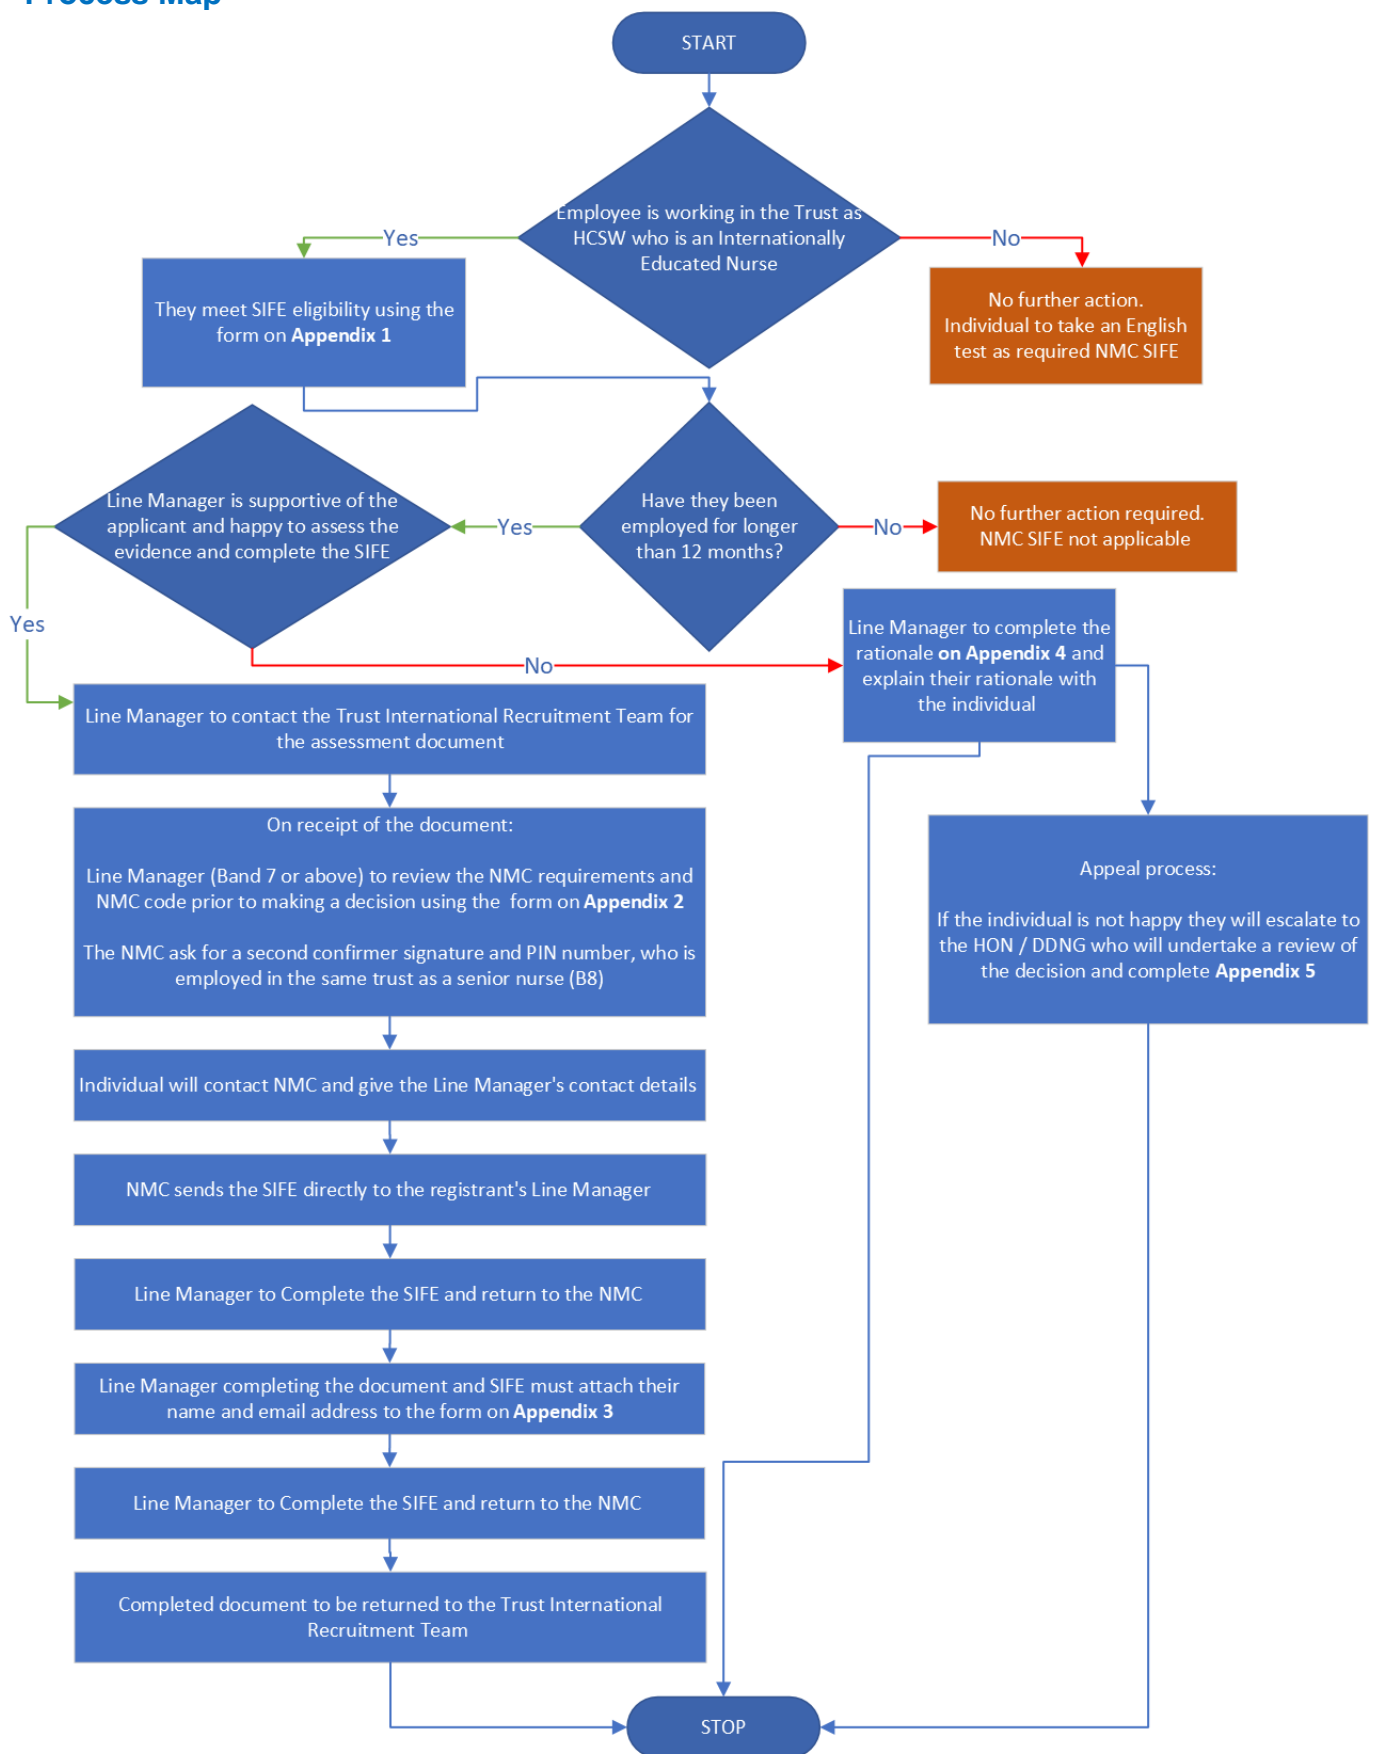 Process Map
START
Employee is working in the Trust as
HCSW who is an Internationally
Educated Nurse
Yes
No
They meet SIFE eligibility using the
form on Appendix 1
No further action.
Individual to take an English
test as required NMC SIFE
Line Manager is supportive of the
applicant and happy to assess the
evidence and complete the SIFE
Yes
Have they been
employed for longer
than 12 months?
No
No further action required.
NMC SIFE not applicable
Yes
No
Line Manager to complete the
rationale on Appendix 4 and
explain their rationale with
the individual
Line Manager to contact the Trust International Recruitment Team for
the assessment document
On receipt of the document:
Line Manager (Band 7 or above) to review the NMC requirements and
NMC code prior to making a decision using the form on Appendix 2
The NMC ask for a second confirmer signature and PIN number, who is
employed in the same trust as a senior nurse (B8)
Appeal process:
If the individual is not happy they will escalate to
the HON / DDNG who will undertake a review of
the decision and complete Appendix 5
Individual will contact NMC and give the Line Manager's contact details
NMC sends the SIFE directly to the registrant's Line Manager
Line Manager to Complete the SIFE and return to the NMC
Line Manager completing the document and SIFE must attach their
name and email address to the form on Appendix 3
Line Manager to Complete the SIFE and return to the NMC
Completed document to be returned to the Trust International
Recruitment Team
STOP